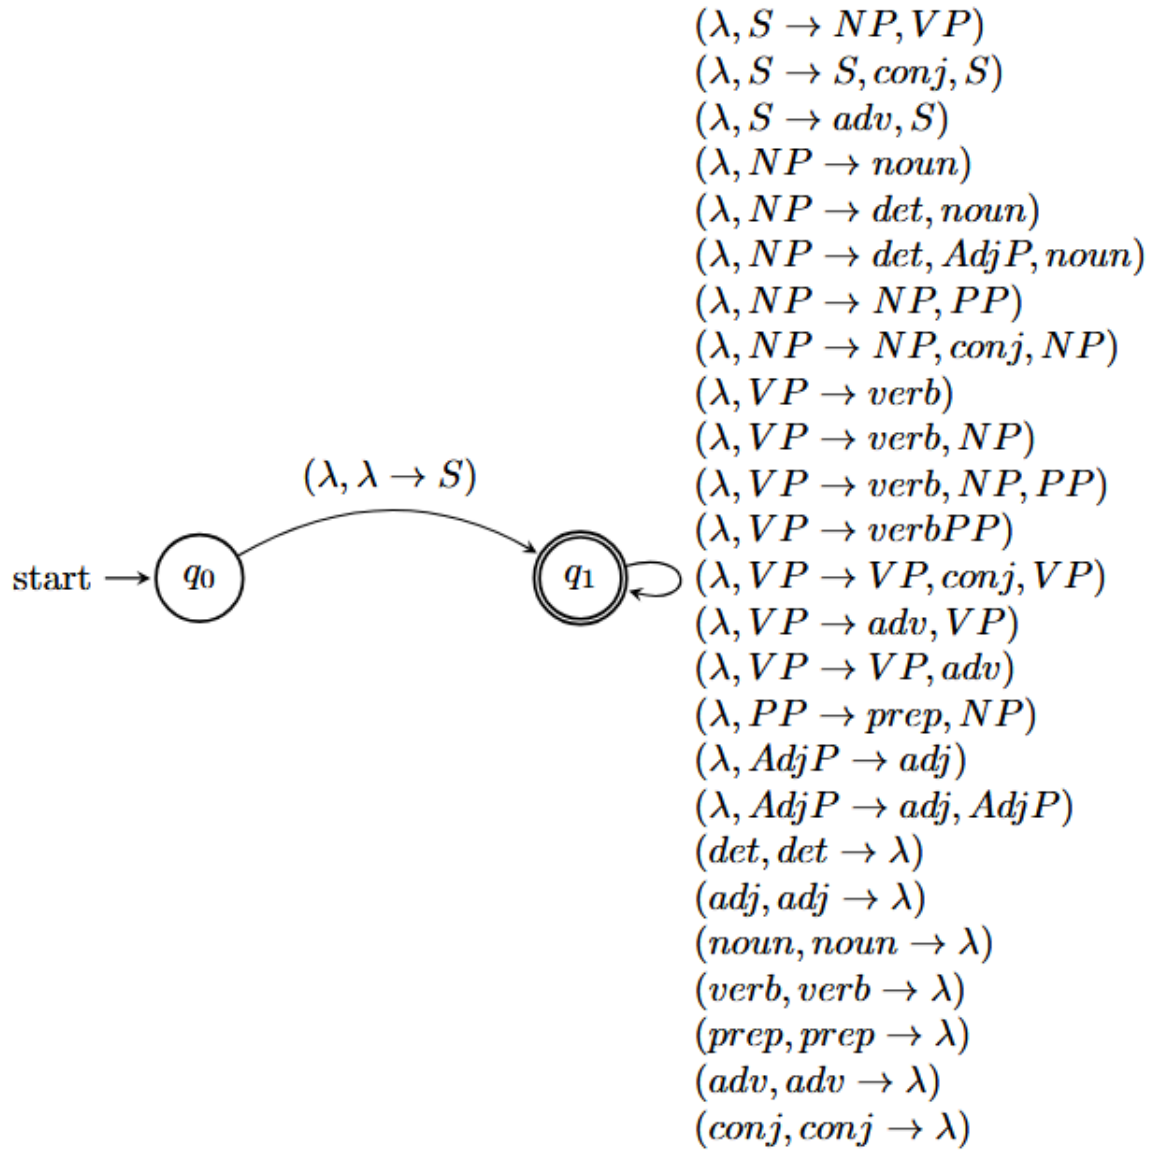 (λ, S → NP, VP)
(λ, S → S, conj, S)
(λ, S → adv, S)
(λ, NP → noun)
(λ, NP → det, noun)
(λ, NP → det, AdjP, noun)
(λ, NP → NP, PP)
(λ, NP → NP, conj, NP)
(λ, VP → verb)
(λ, VP → verb, NP)
(λ, λ → S)
(λ, VP → verb, NP, PP)
(λ, VP → verbPP)
start
q0
q1
(λ, VP → VP, conj, VP)
(λ, VP → adv, VP)
(λ, VP → VP, adv)
(λ, PP → prep, NP)
(λ, AdjP → adj)
(λ, AdjP → adj, AdjP)
(det, det → λ)
(adj, adj → λ)
(noun, noun → λ)
(verb, verb → λ)
(prep, prep → λ)
(adv, adv → λ)
(conj, conj → λ)